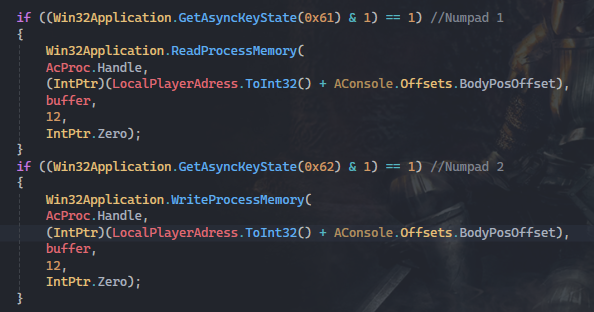 if ((Win32Application.GetAsyncKeyState(0x61) & 1) == 1) //Numpad 1
{
Win32Application.ReadProcessMemory(
AcProc.Handle,
(IntPtr)(LocalPlayerAdress.ToInt32() + AConsole.Offsets.BodyPosOffset),
buffer,
12,
IntPtr.Zero);
}
if ((Win32Application.GetAsyncKeyState(0x62) & 1) == 1) //Numpad 2
{
Win32Application.WriteProcessMemory(
AcProc.Handle,
(IntPtr)(LocalPlayerAdress.ToInt32() + AConsole.Offsets.BodyPosOffset),
buffer,
12,
IntPtr.Zero);
}